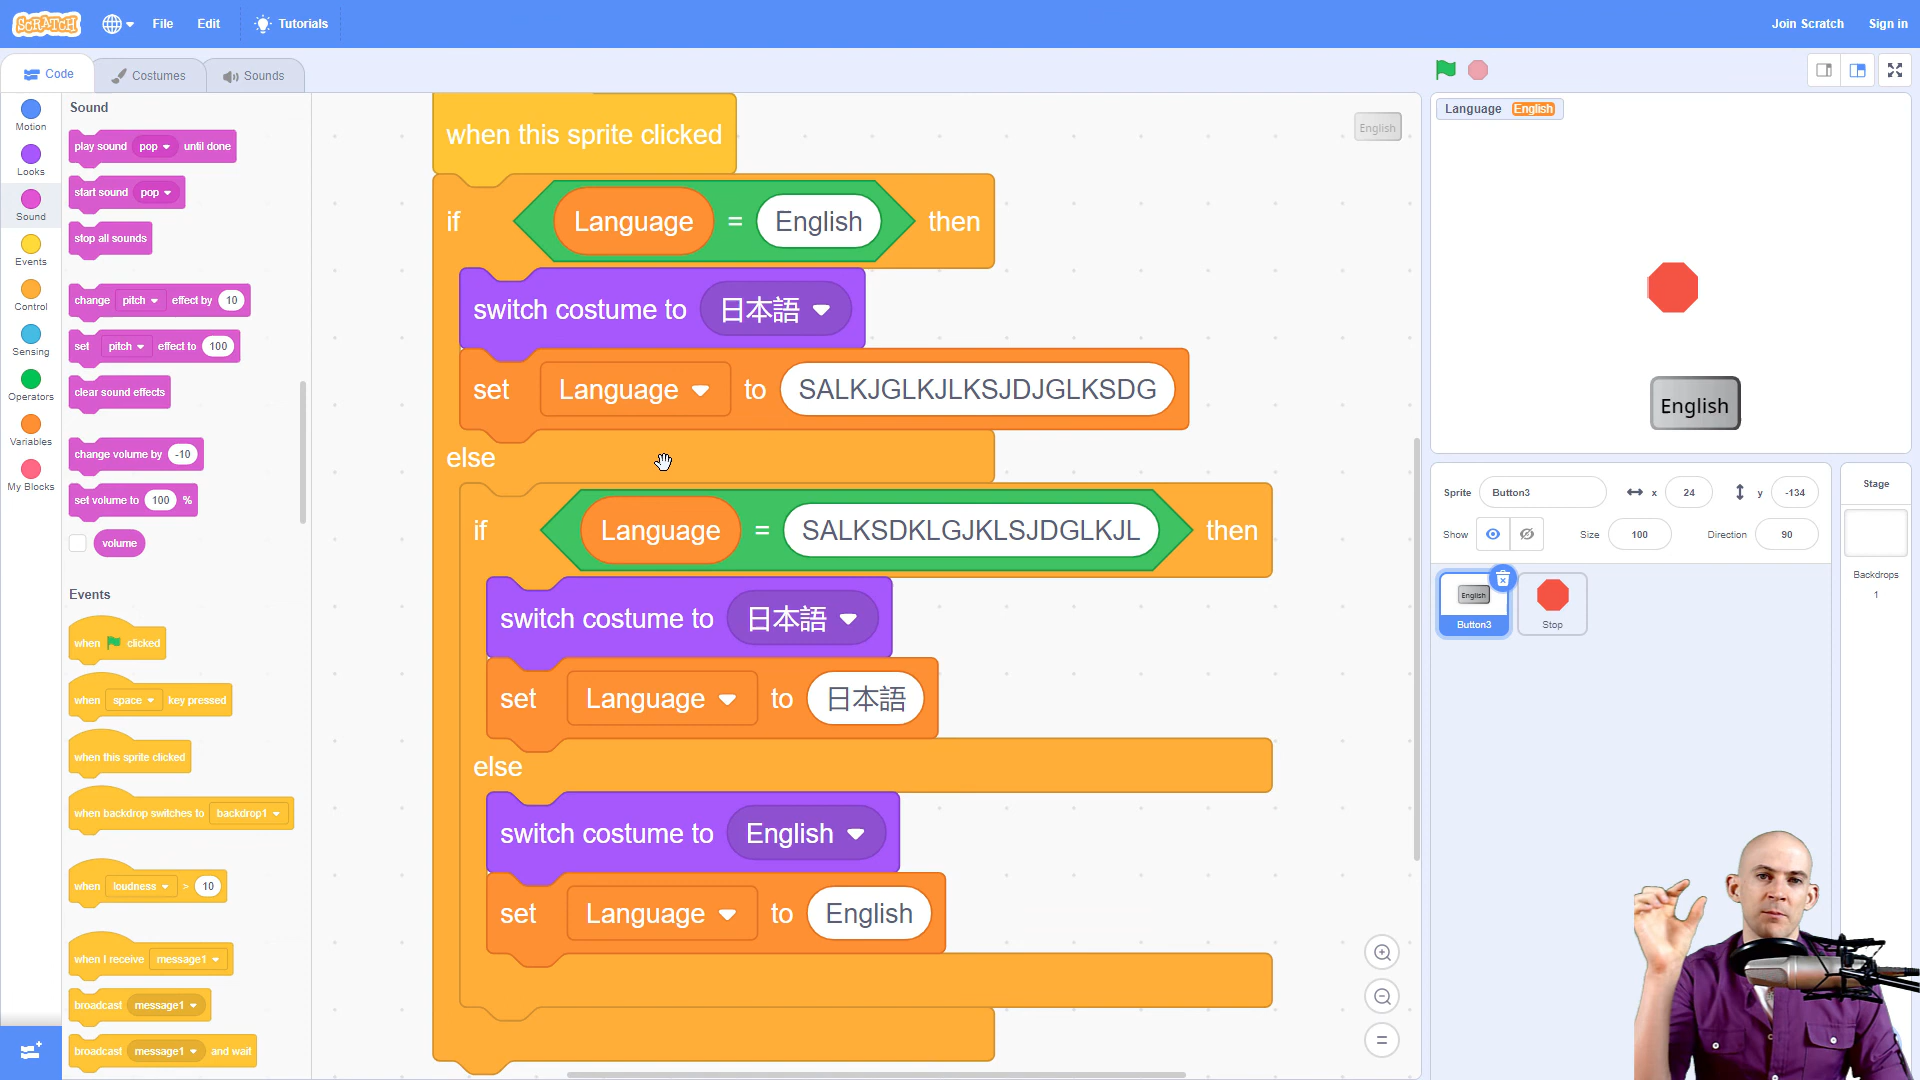 SCRATCH
File
Edit
Tutorials
Join Scratch
Sign in
Code
Costumes
Sounds
Motion
Looks
Sound
Events
Control
Sensing
Operators
Variables
My Blocks
Sound
play sound pop until done
start sound pop
stop all sounds
change pitch effect by 10
set pitch effect to 100
clear sound effects
change volume by -10
set volume to 100 %
volume
Events
when clicked
when space key pressed
when this sprite clicked
when backdrop switches to backdrop1
when loudness > 10
when I receive message1
broadcast message1
broadcast message1 and wait
when this sprite clicked
if Language = English then
switch costume to 日本語
set Language to SALKJGLKJLKSJDJGLKSDG
else
if Language = SALKSDKLGJKLSJDGLKJL then
switch costume to 日本語
set Language to 日本語
else
switch costume to English
set Language to English
English
Language English
English
Sprite Button3 x 24 y -134
Show Size 100 Direction 90
English
Button3
Stop
Stage
Backdrops
1